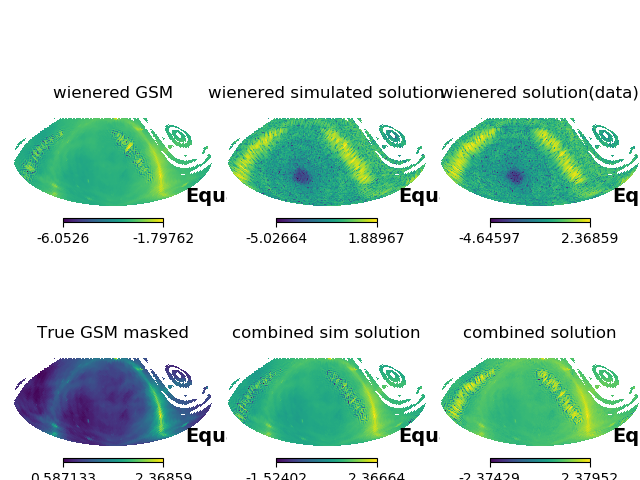 wienered GSM
wienered simulated solution
wienered solution(data)
Equ
Equ
Eq
-6.0526 -1.79762
-5.02664 1.88967
-4.64597 2.36859
True GSM masked
combined sim solution
combined solution
Equ
Equ
Eq
0.587133 2.36859
-1.52402 2.36664
-2.37429 2.37952